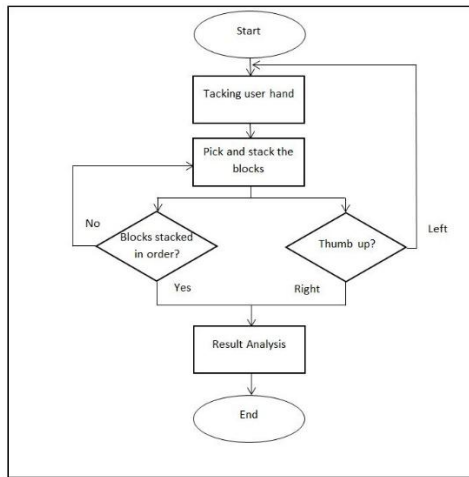 Start
Tacking user hand
Pick and stack the
blocks
No
Blocks stacked
in order?
Thumb up?
Left
Yes
Right
Result Analysis
End